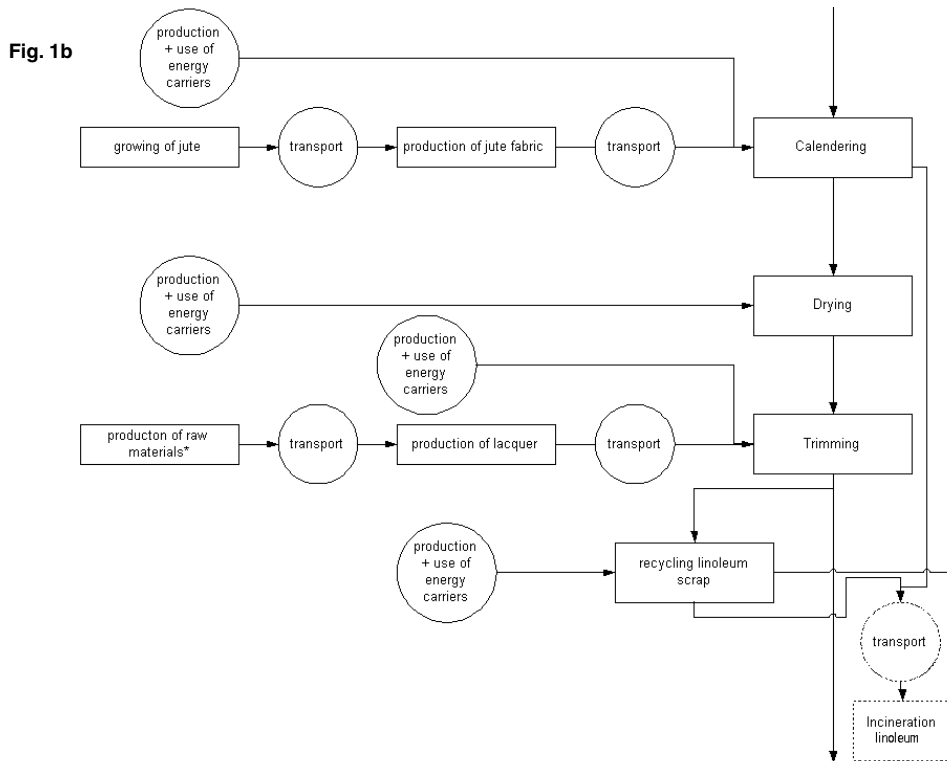 Fig. 1b
production
+ use of
energy
carriers
growing of jute
transport
production of jute fabric
transport
Calendering
production
+ use of
energy
carriers
Drying
production
+ use of
energy
carriers
producton of raw
materials*
transport
production of lacquer
transport
Trimming
production
+ use of
energy
carriers
recycling linoleum
scrap
transport
Incineration
linoleum